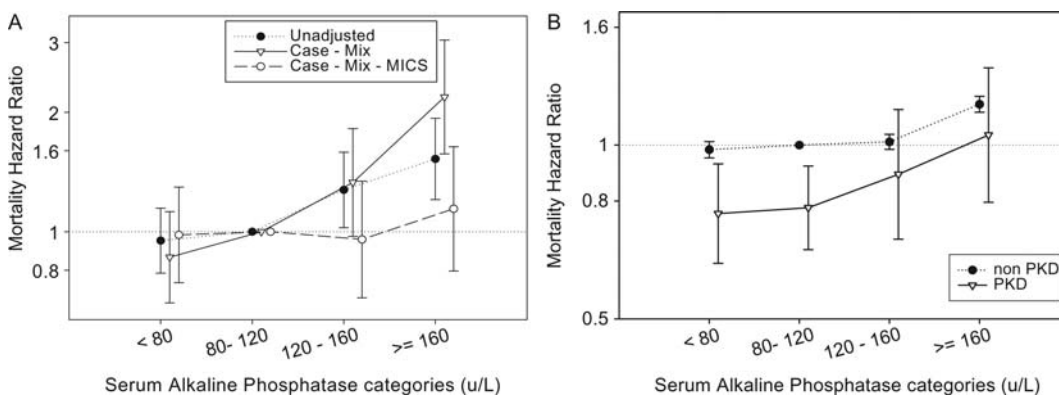 A
Mortality Hazard Ratio
3
2
1.6
1
0.8
Unadjusted
Case - Mix
Case - Mix - MICS
< 80
80- 120
120 - 160
>= 160
Serum Alkaline Phosphatase categories (u/L)
B
Mortality Hazard Ratio
1.6
1
0.8
0.5
non PKD
PKD
< 80
80- 120
120 - 160
>= 160
Serum Alkaline Phosphatase categories (u/L)